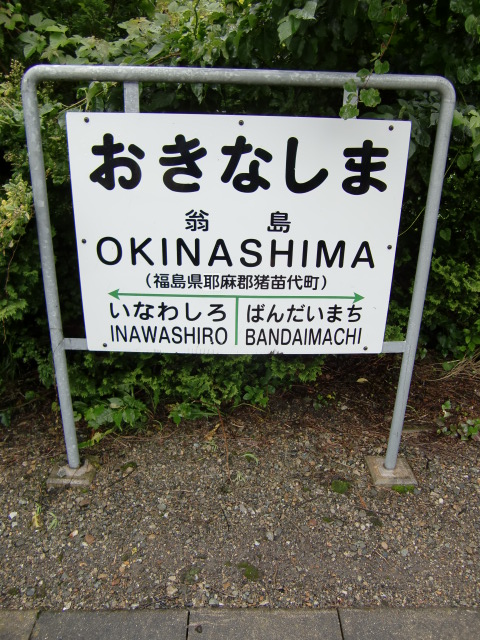 おきなしま
翁島
OKINASHIMA
(福島県耶麻郡猪苗代町)
いなわしろ ばんだいまち
INAWASHIRO BANDAIMACHI